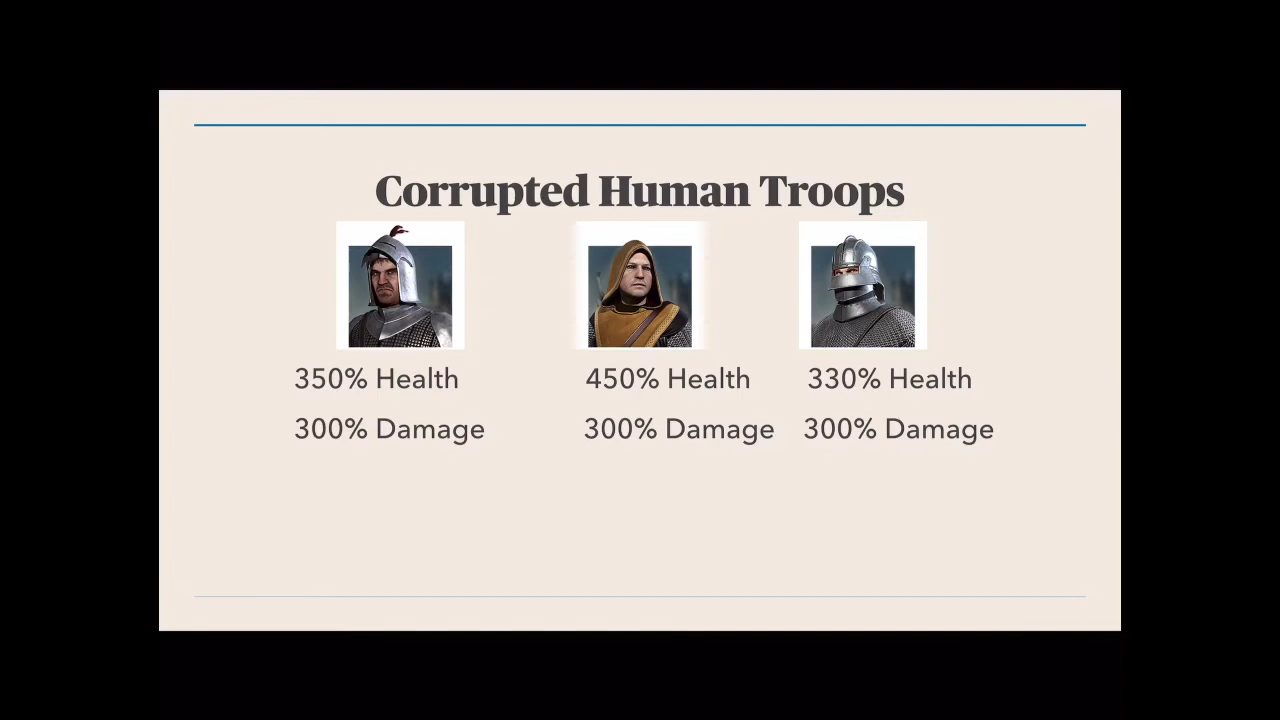 Corrupted Human Troops
350% Health 450% Health 330% Health
300% Damage 300% Damage 300% Damage